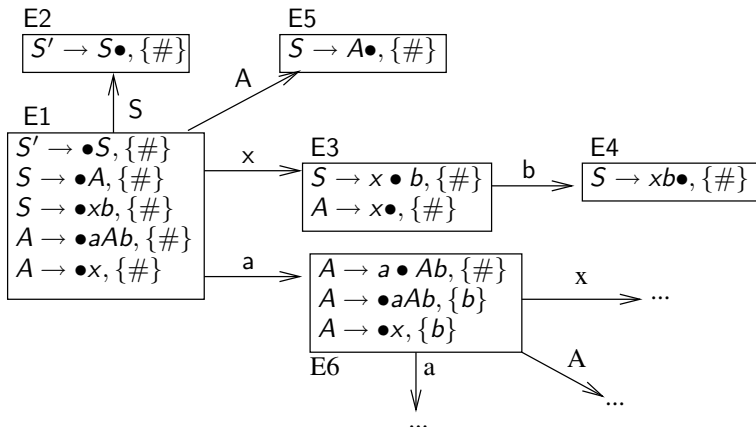 E2
S′ → S●, {#}
E5
S → A●, {#}
S
A
E1
S′ → ●S, {#}
S → ●A, {#}
S → ●xb, {#}
A → ●aAb, {#}
A → ●x, {#}
x
E3
S → x ● b, {#}
A → x●, {#}
b
E4
S → xb●, {#}
a
A → a ● Ab, {#}
A → ●aAb, {b}
A → ●x, {b}
E6
x
...
A
...
a
...